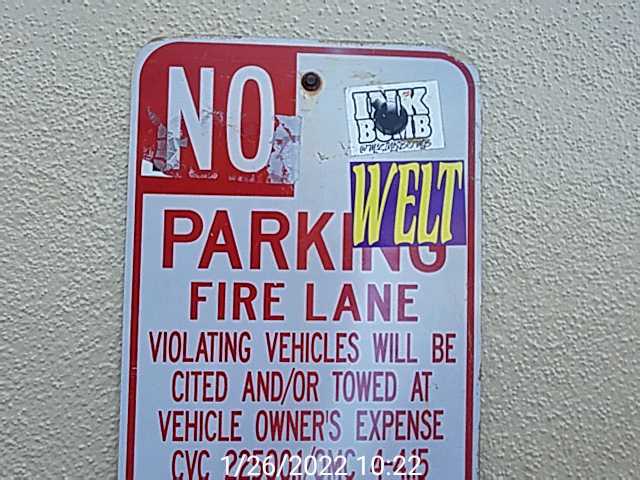 NO
INK
BOMB
WELT
PARKING
FIRE LANE
VIOLATING VEHICLES WILL BE
CITED AND/OR TOWED AT
VEHICLE OWNER'S EXPENSE
CVC
1/26/2022 10:22